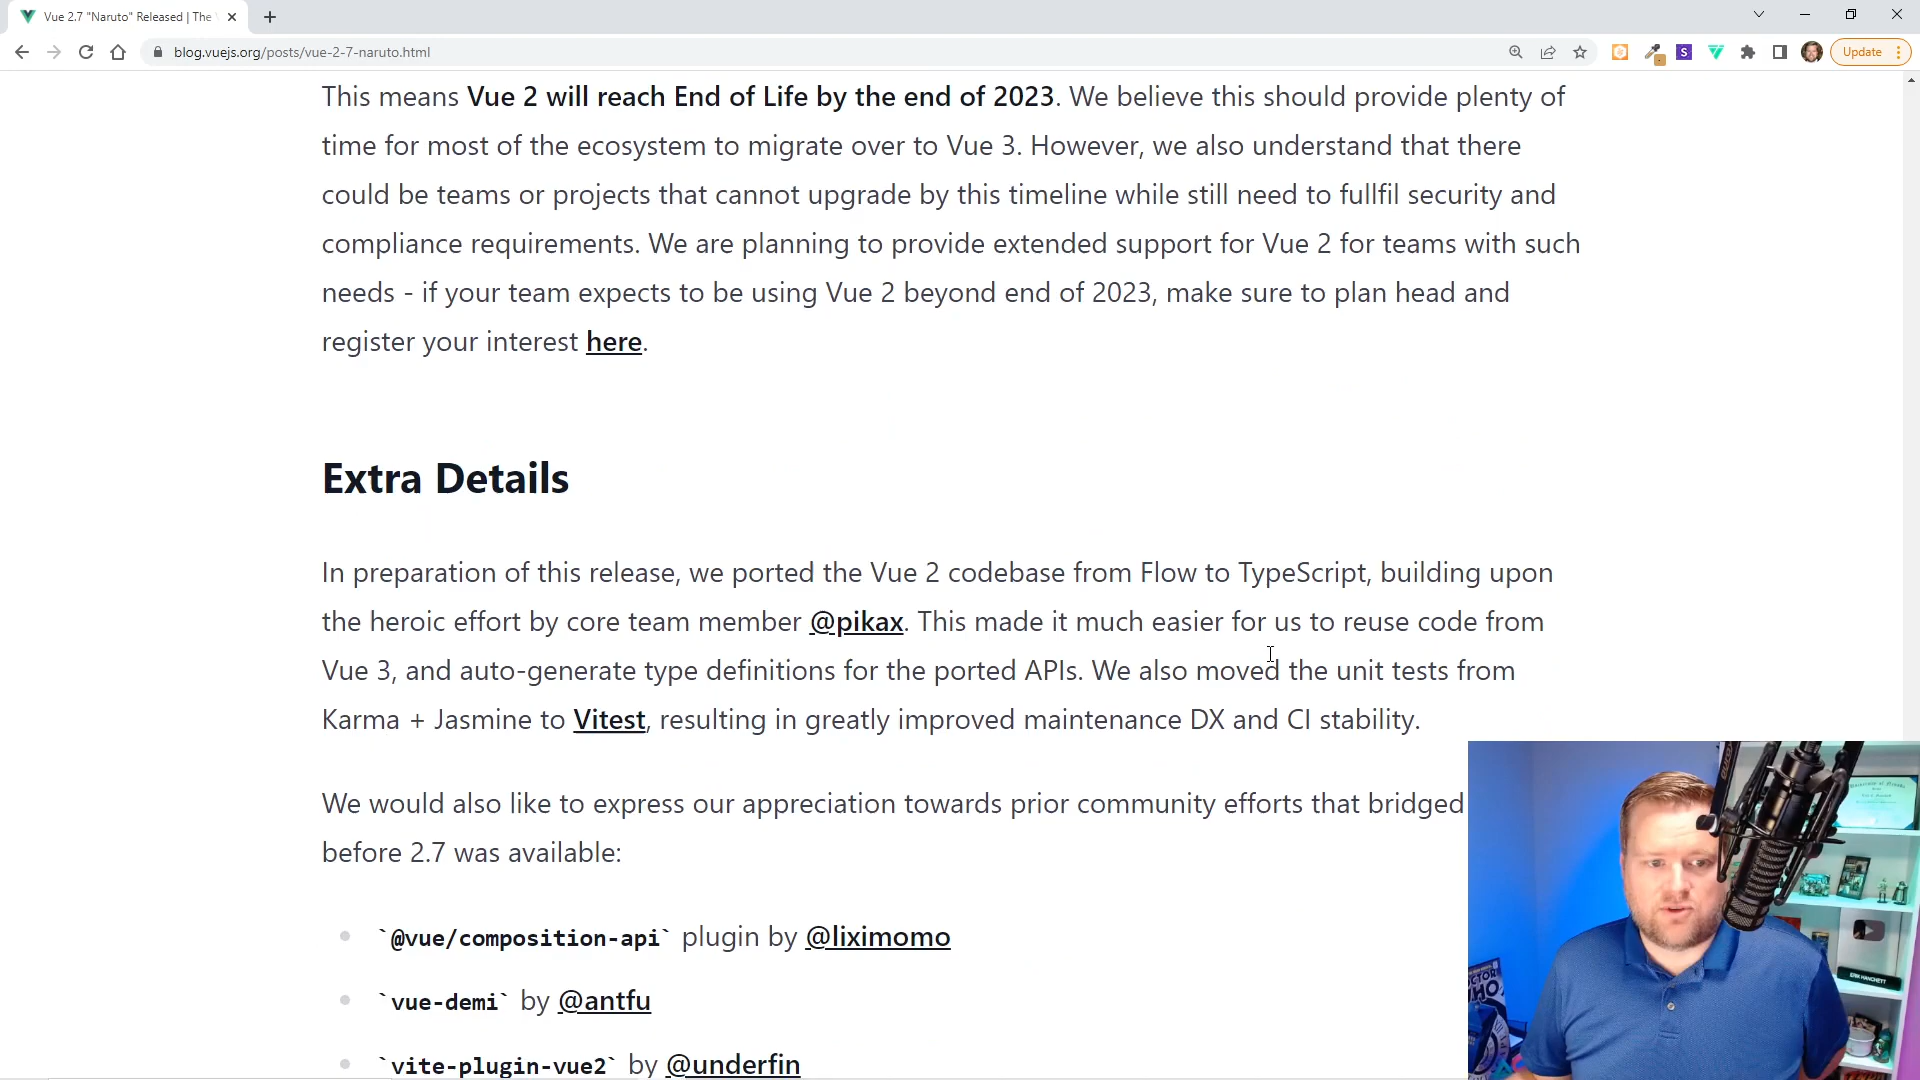 Vue 2.7 "Naruto" Released | The
blog.vuejs.org/posts/vue-2-7-naruto.html
Update
This means Vue 2 will reach End of Life by the end of 2023. We believe this should provide plenty of
time for most of the ecosystem to migrate over to Vue 3. However, we also understand that there
could be teams or projects that cannot upgrade by this timeline while still need to fullfil security and
compliance requirements. We are planning to provide extended support for Vue 2 for teams with such
needs - if your team expects to be using Vue 2 beyond end of 2023, make sure to plan head and
register your interest here.
Extra Details
In preparation of this release, we ported the Vue 2 codebase from Flow to TypeScript, building upon
the heroic effort by core team member @pikax. This made it much easier for us to reuse code from
Vue 3, and auto-generate type definitions for the ported APIs. We also moved the unit tests from
Karma + Jasmine to Vitest, resulting in greatly improved maintenance DX and CI stability.
We would also like to express our appreciation towards prior community efforts that bridged
before 2.7 was available:
`@vue/composition-api` plugin by @liximomo
`vue-demi` by @antfu
`vite-plugin-vue2` by @underfin
DOCTOR
WHO
ERIK HANCHETT